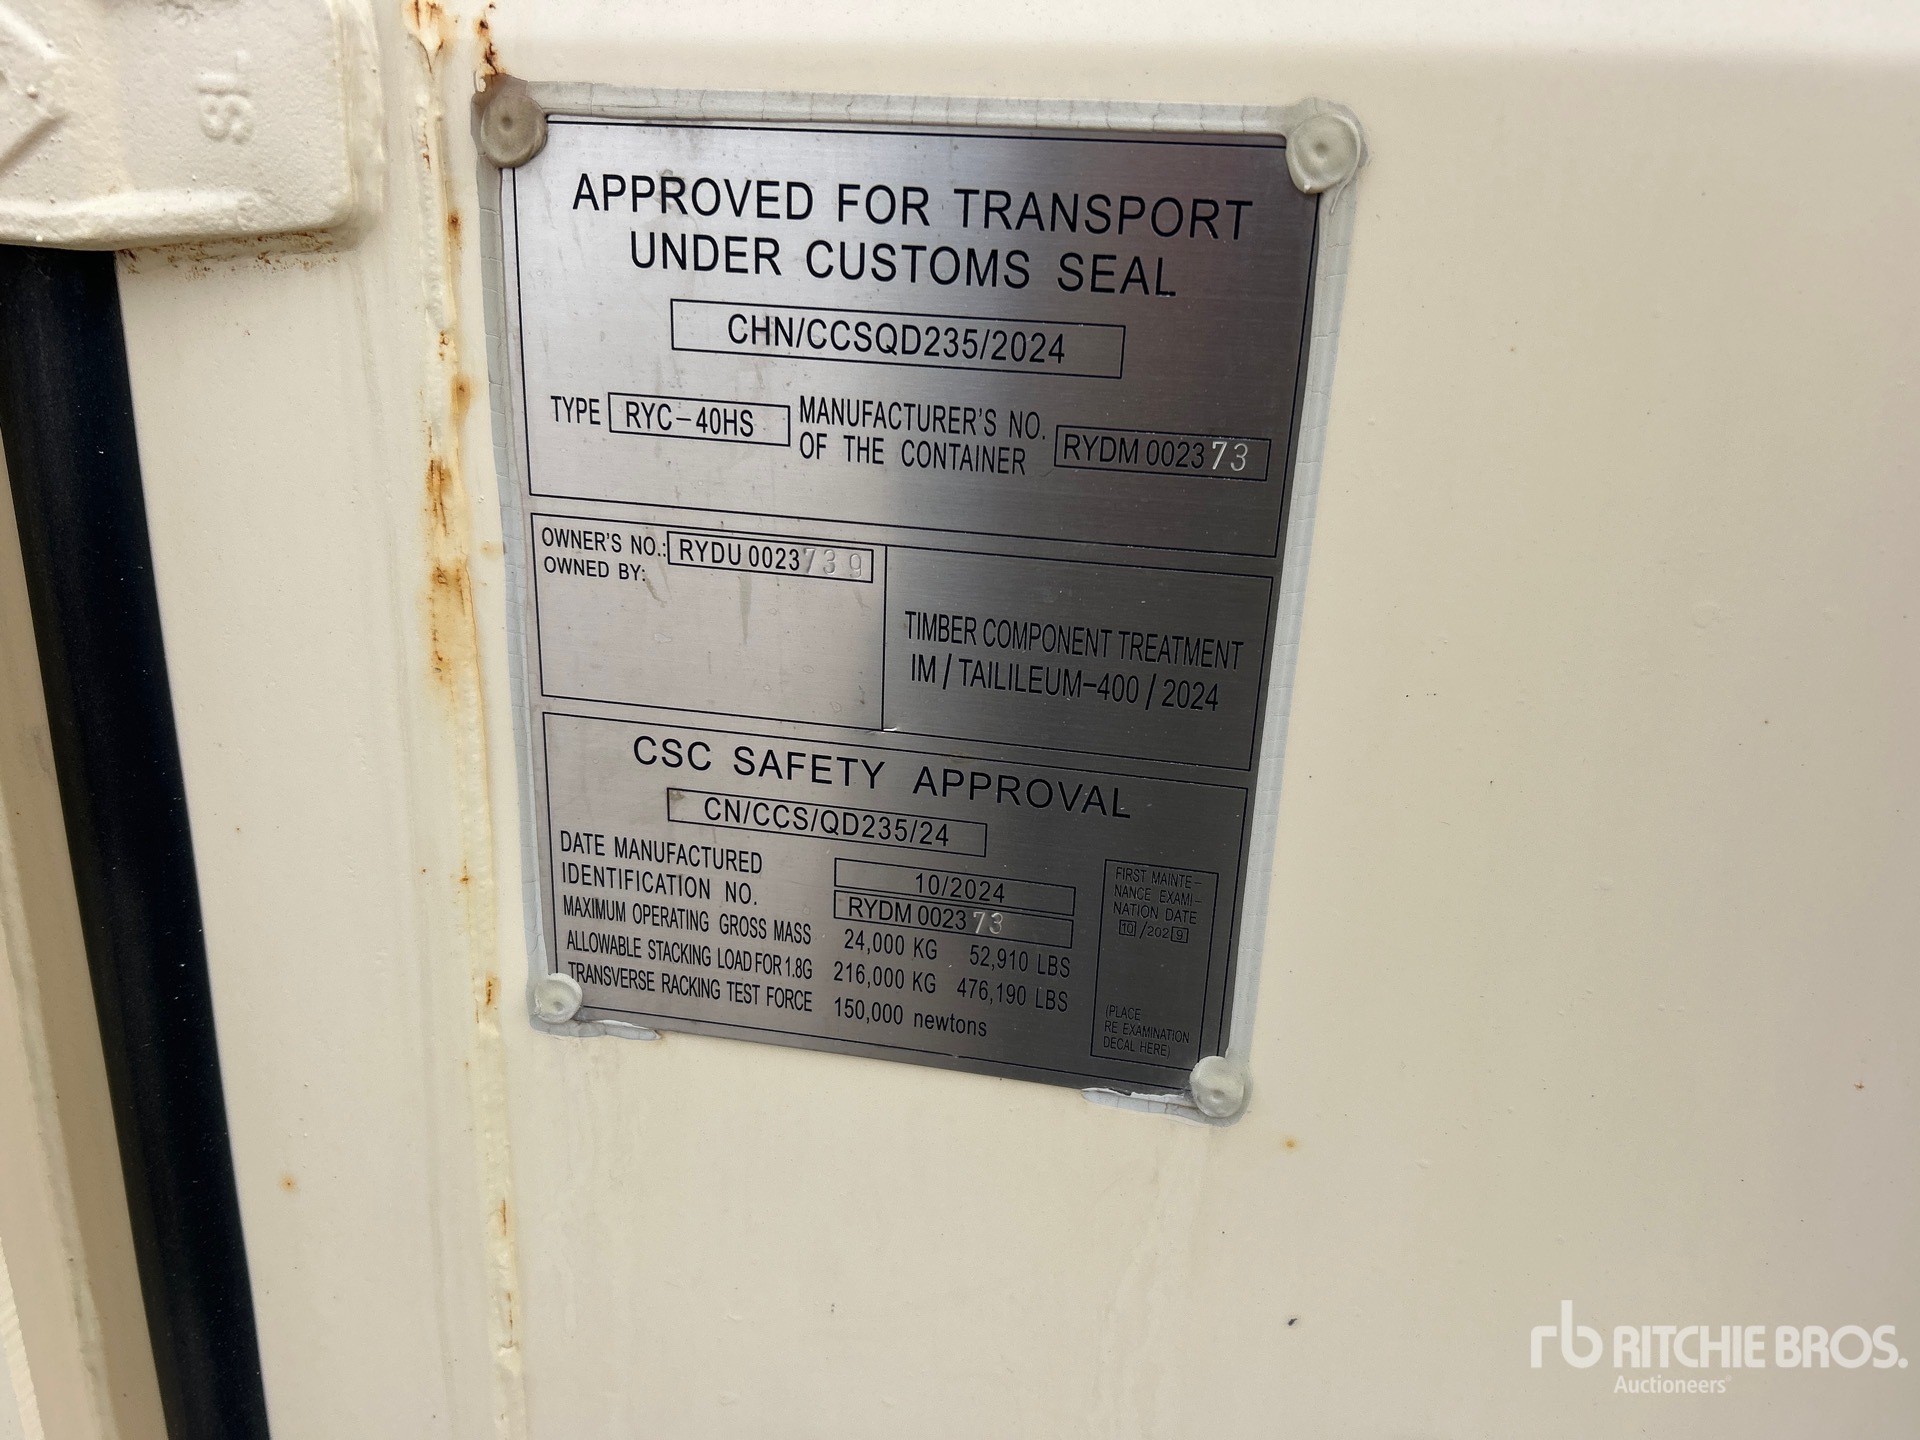 SL
APPROVED FOR TRANSPORT
UNDER CUSTOMS SEAL
CHN/CCSQD235/2024
TYPE RYC-40HS MANUFACTURER'S NO.
OF THE CONTAINER RYDM 002373
OWNER'S NO.: RYDU 0023739
OWNED BY:
TIMBER COMPONENT TREATMENT
IM / TAILILEUM-400 / 2024
CSC SAFETY APPROVAL
CN/CCS/QD235/24
DATE MANUFACTURED 10/2024
IDENTIFICATION NO. RYDM 002373
MAXIMUM OPERATING GROSS MASS 24,000 KG 52,910 LBS
ALLOWABLE STACKING LOAD FOR 1.8G 216,000 KG 476,190 LBS
TRANSVERSE RACKING TEST FORCE 150,000 newtons
FIRST MAINTE-
NANCE EXAMI-
NATION DATE
10/2029
(PLACE
RE EXAMINATION
DECAL HERE)
rb RITCHIE BROS.
Auctioneers